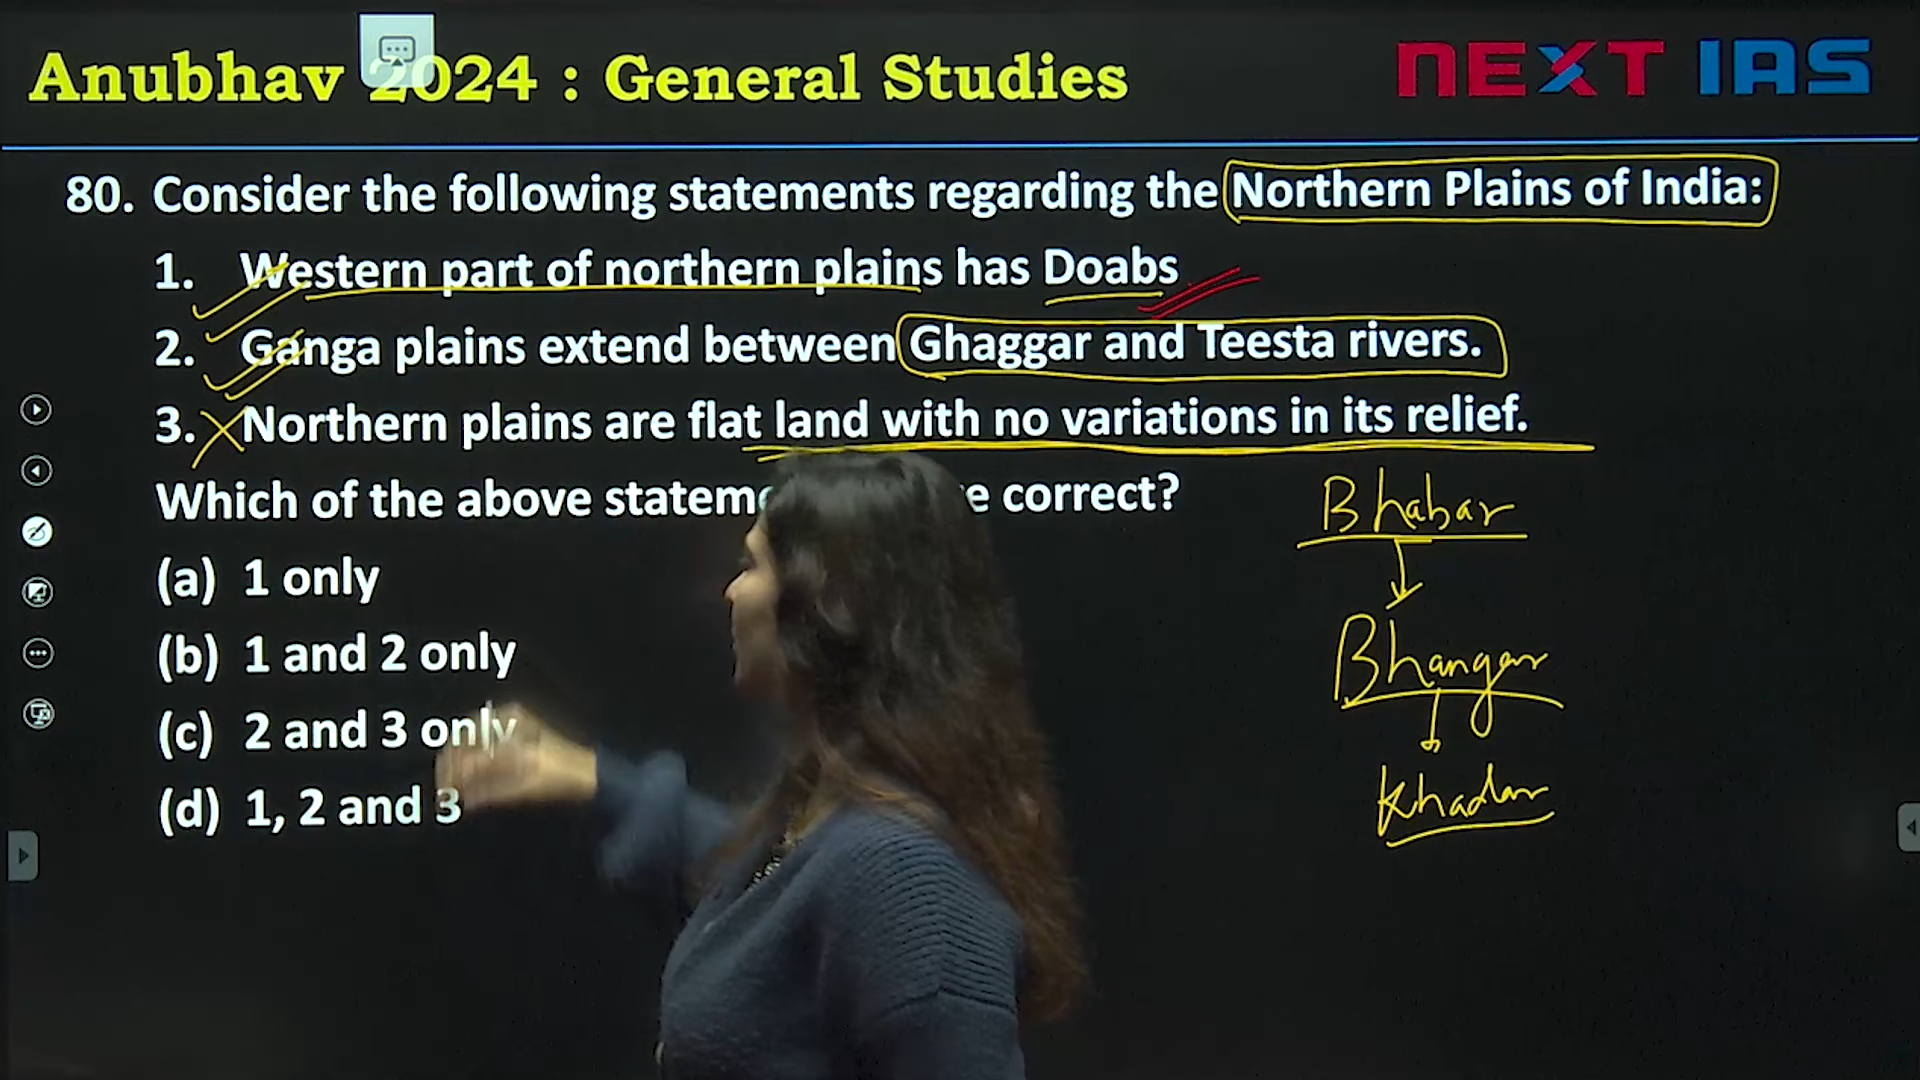 Anubhav 2024 : General Studies
NEXT IAS
80. Consider the following statements regarding the Northern Plains of India:
1. Western part of northern plains has Doabs
2. Ganga plains extend between Ghaggar and Teesta rivers.
3. Northern plains are flat land with no variations in its relief.
Which of the above correct?
(a) 1 only
(b) 1 and 2 only
(c) 2 and 3 only
(d) 1, 2 and 3
Bhabar
Bhangar
Khadar